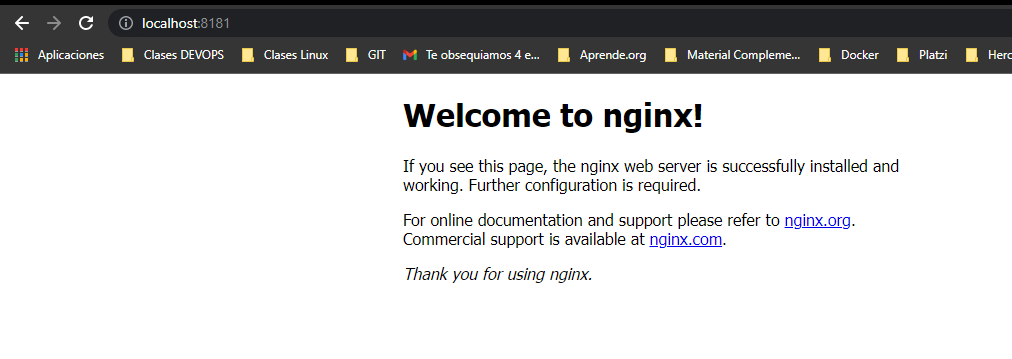 localhost:8181
Aplicaciones Clases DEVOPS Clases Linux GIT Te obsequiamos 4 e... Aprende.org Material Compleme... Docker Platzi Herc
Welcome to nginx!
If you see this page, the nginx web server is successfully installed and
working. Further configuration is required.
For online documentation and support please refer to nginx.org.
Commercial support is available at nginx.com.
Thank you for using nginx.